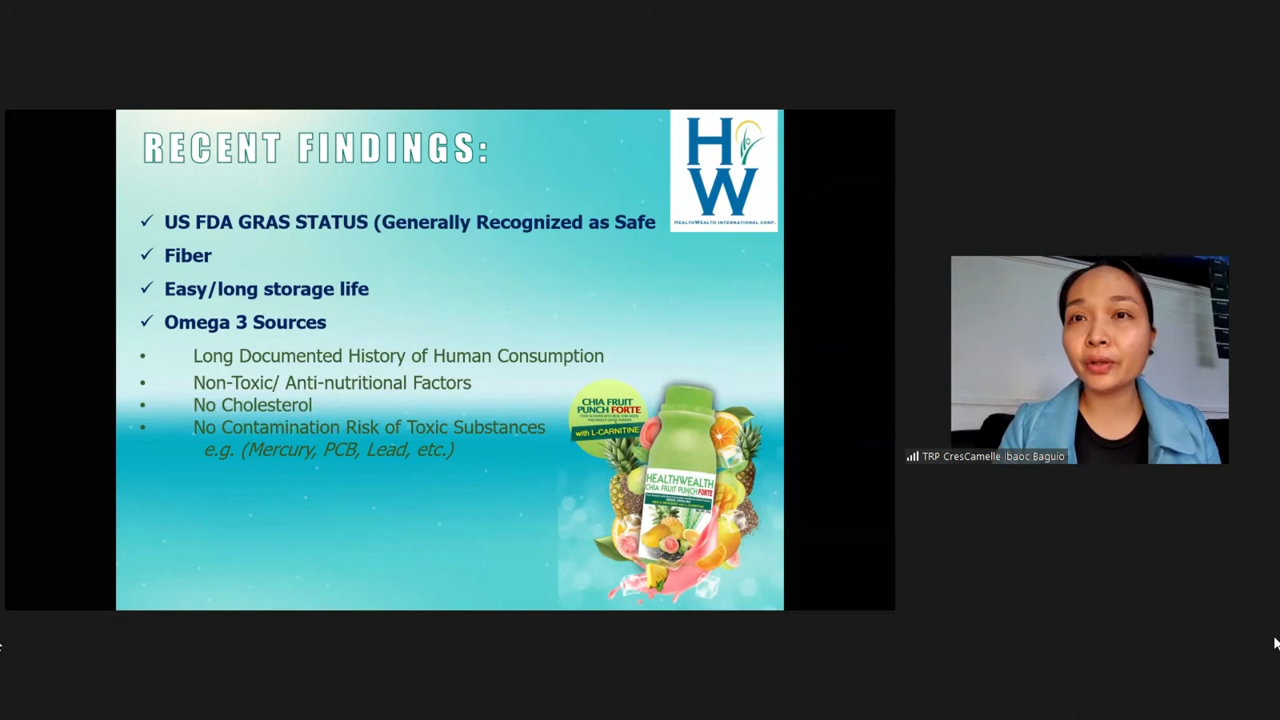 RECENT FINDINGS:
H
W
HEALTHWEALTH INTERNATIONAL CORP.
✓ US FDA GRAS STATUS (Generally Recognized as Safe
✓ Fiber
✓ Easy/long storage life
✓ Omega 3 Sources
• Long Documented History of Human Consumption
• Non-Toxic/ Anti-nutritional Factors
• No Cholesterol
• No Contamination Risk of Toxic Substances
e.g. (Mercury, PCB, Lead, etc.)
CHIA FRUIT
PUNCH FORTE
with L-CARNITINE
HEALTHWEALTH
CHIA FRUIT PUNCH FORTE
TRP CresCamelle Ibaoc Baguio